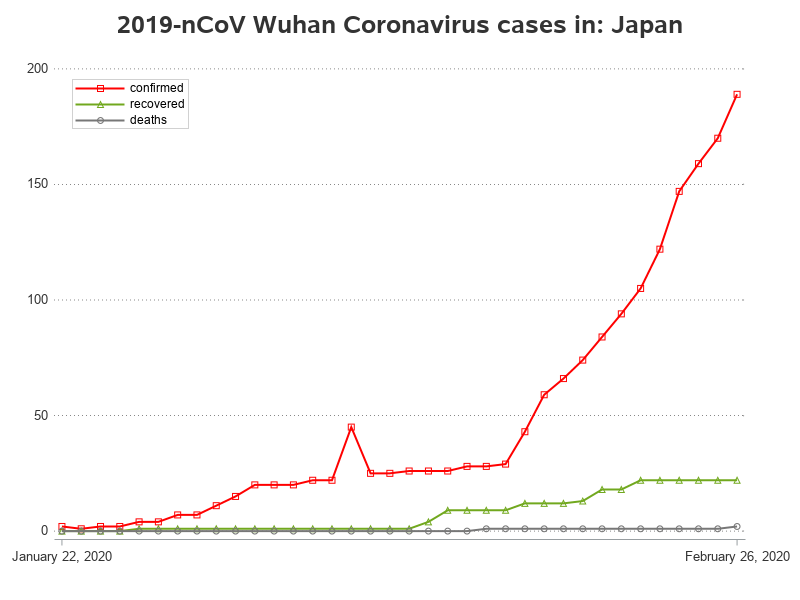 2019-nCoV Wuhan Coronavirus cases in: Japan
200
confirmed
recovered
deaths
150
100
50
0
January 22, 2020
February 26, 2020